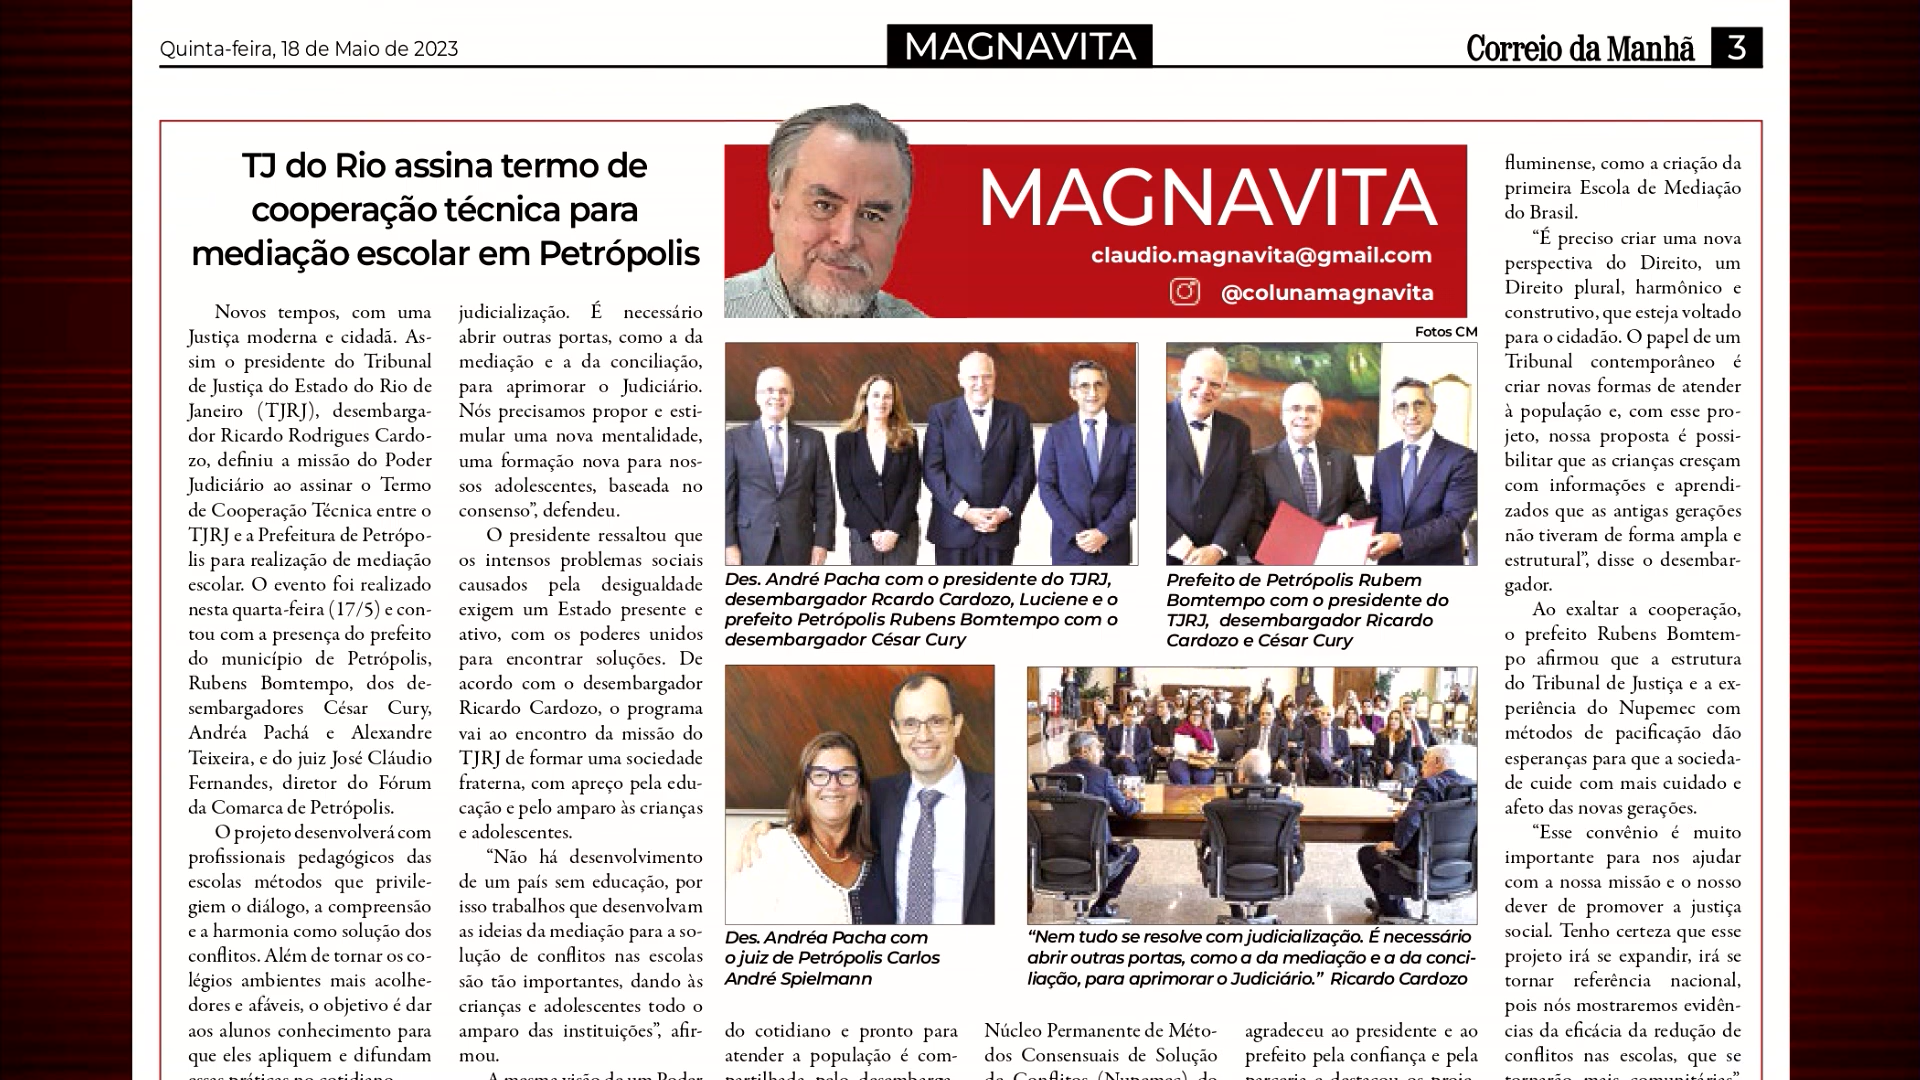 Quinta-feira, 18 de Maio de 2023
MAGNAVITA
Correio da Manhã
3
TJ do Rio assina termo de
cooperação técnica para
mediação escolar em Petrópolis
Novos tempos, com uma
Justiça moderna e cidadã. As-
sim o presidente do Tribunal
de Justiça do Estado do Rio de
Janeiro (TJRJ), desembarga-
dor Ricardo Rodrigues Cardo-
zo, definiu a missão do Poder
Judiciário ao assinar o Termo
de Cooperação Técnica entre o
TJRJ e a Prefeitura de Petrópo-
lis para realização de mediação
escolar. O evento foi realizado
nesta quarta-feira (17/5) e con-
tou com a presença do prefeito
do município de Petrópolis,
Rubens Bomtempo, dos de-
sembargadores César Cury,
Andréa Pachá e Alexandre
Teixeira, e do juiz José Cláudio
Fernandes, diretor do Fórum
da Comarca de Petrópolis.
O projeto desenvolverá com
profissionais pedagógicos das
escolas métodos que privile-
giem o diálogo, a compreensão
e a harmonia como solução dos
conflitos. Além de tornar os co-
légios ambientes mais acolhe-
dores e afáveis, o objetivo é dar
aos alunos conhecimento para
que eles apliquem e difundam
essas práticas no cotidiano.
judicialização. É necessário
abrir outras portas, como a da
mediação e a da conciliação,
para aprimorar o Judiciário.
Nós precisamos propor e esti-
mular uma nova mentalidade,
uma formação nova para nos-
sos adolescentes, baseada no
consenso”, defendeu.
O presidente ressaltou que
os intensos problemas sociais
causados pela desigualdade
exigem um Estado presente e
ativo, com os poderes unidos
para encontrar soluções. De
acordo com o desembargador
Ricardo Cardozo, o programa
vai ao encontro da missão do
TJRJ de formar uma sociedade
fraterna, com apreço pela edu-
cação e pelo amparo às crianças
e adolescentes.
“Não há desenvolvimento
de um país sem educação, por
isso trabalhos que desenvolvam
as ideias da mediação para a so-
lução de conflitos nas escolas
são tão importantes, dando às
crianças e adolescentes todo o
amparo das instituições”, afir-
mou.
A mesma visão de um Poder
MAGNAVITA
claudio.magnavita@gmail.com
@colunamagnavita
Fotos CM
Des. André Pacha com o presidente do TJRJ,
desembargador Rcardo Cardozo, Luciene e o
prefeito Petrópolis Rubens Bomtempo com o
desembargador César Cury
Prefeito de Petrópolis Rubem
Bomtempo com o presidente do
TJRJ, desembargador Ricardo
Cardozo e César Cury
Des. Andréa Pacha com
o juiz de Petrópolis Carlos
André Spielmann
“Nem tudo se resolve com judicialização. É necessário
abrir outras portas, como a da mediação e a da conci-
liação, para aprimorar o Judiciário.” Ricardo Cardozo
do cotidiano e pronto para
atender a população é com-
partilhada pelo desembarga-
Núcleo Permanente de Méto-
dos Consensuais de Solução
de Conflitos (Nupemec) do
agradeceu ao presidente e ao
prefeito pela confiança e pela
parceria e destacou os proje-
fluminense, como a criação da
primeira Escola de Mediação
do Brasil.
“É preciso criar uma nova
perspectiva do Direito, um
Direito plural, harmônico e
construtivo, que esteja voltado
para o cidadão. O papel de um
Tribunal contemporâneo é
criar novas formas de atender
à população e, com esse pro-
jeto, nossa proposta é possi-
bilitar que as crianças cresçam
com informações e aprendi-
zados que as antigas gerações
não tiveram de forma ampla e
estrutural”, disse o desembar-
gador.
Ao exaltar a cooperação,
o prefeito Rubens Bomtem-
po afirmou que a estrutura
do Tribunal de Justiça e a ex-
periência do Nupemec com
métodos de pacificação dão
esperanças para que a socieda-
de cuide com mais cuidado e
afeto das novas gerações.
“Esse convênio é muito
importante para nos ajudar
com a nossa missão e o nosso
dever de promover a justiça
social. Tenho certeza que esse
projeto irá se expandir, irá se
tornar referência nacional,
pois nós mostraremos evidên-
cias da eficácia da redução de
conflitos nas escolas, que se
tornarão mais comunitárias”,